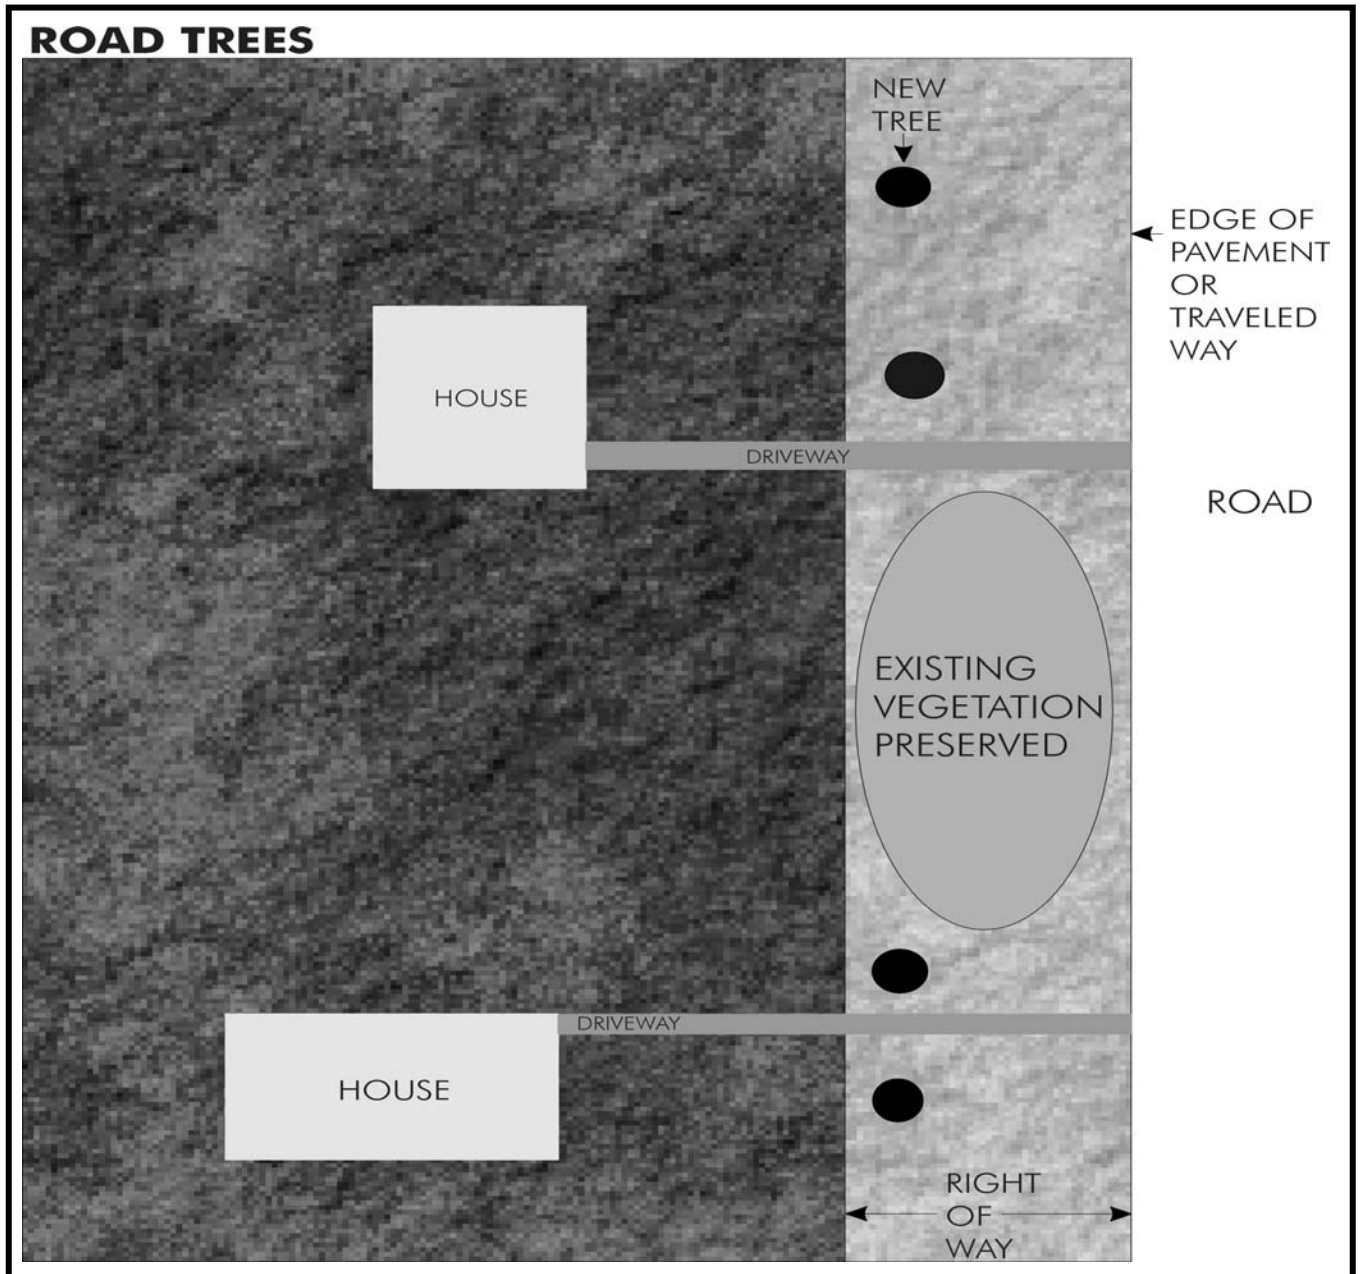 ROAD TREES
NEW
TREE
EDGE OF
PAVEMENT
OR
TRAVELED
WAY
HOUSE
DRIVEWAY
ROAD
EXISTING
VEGETATION
PRESERVED
DRIVEWAY
HOUSE
RIGHT
OF
WAY